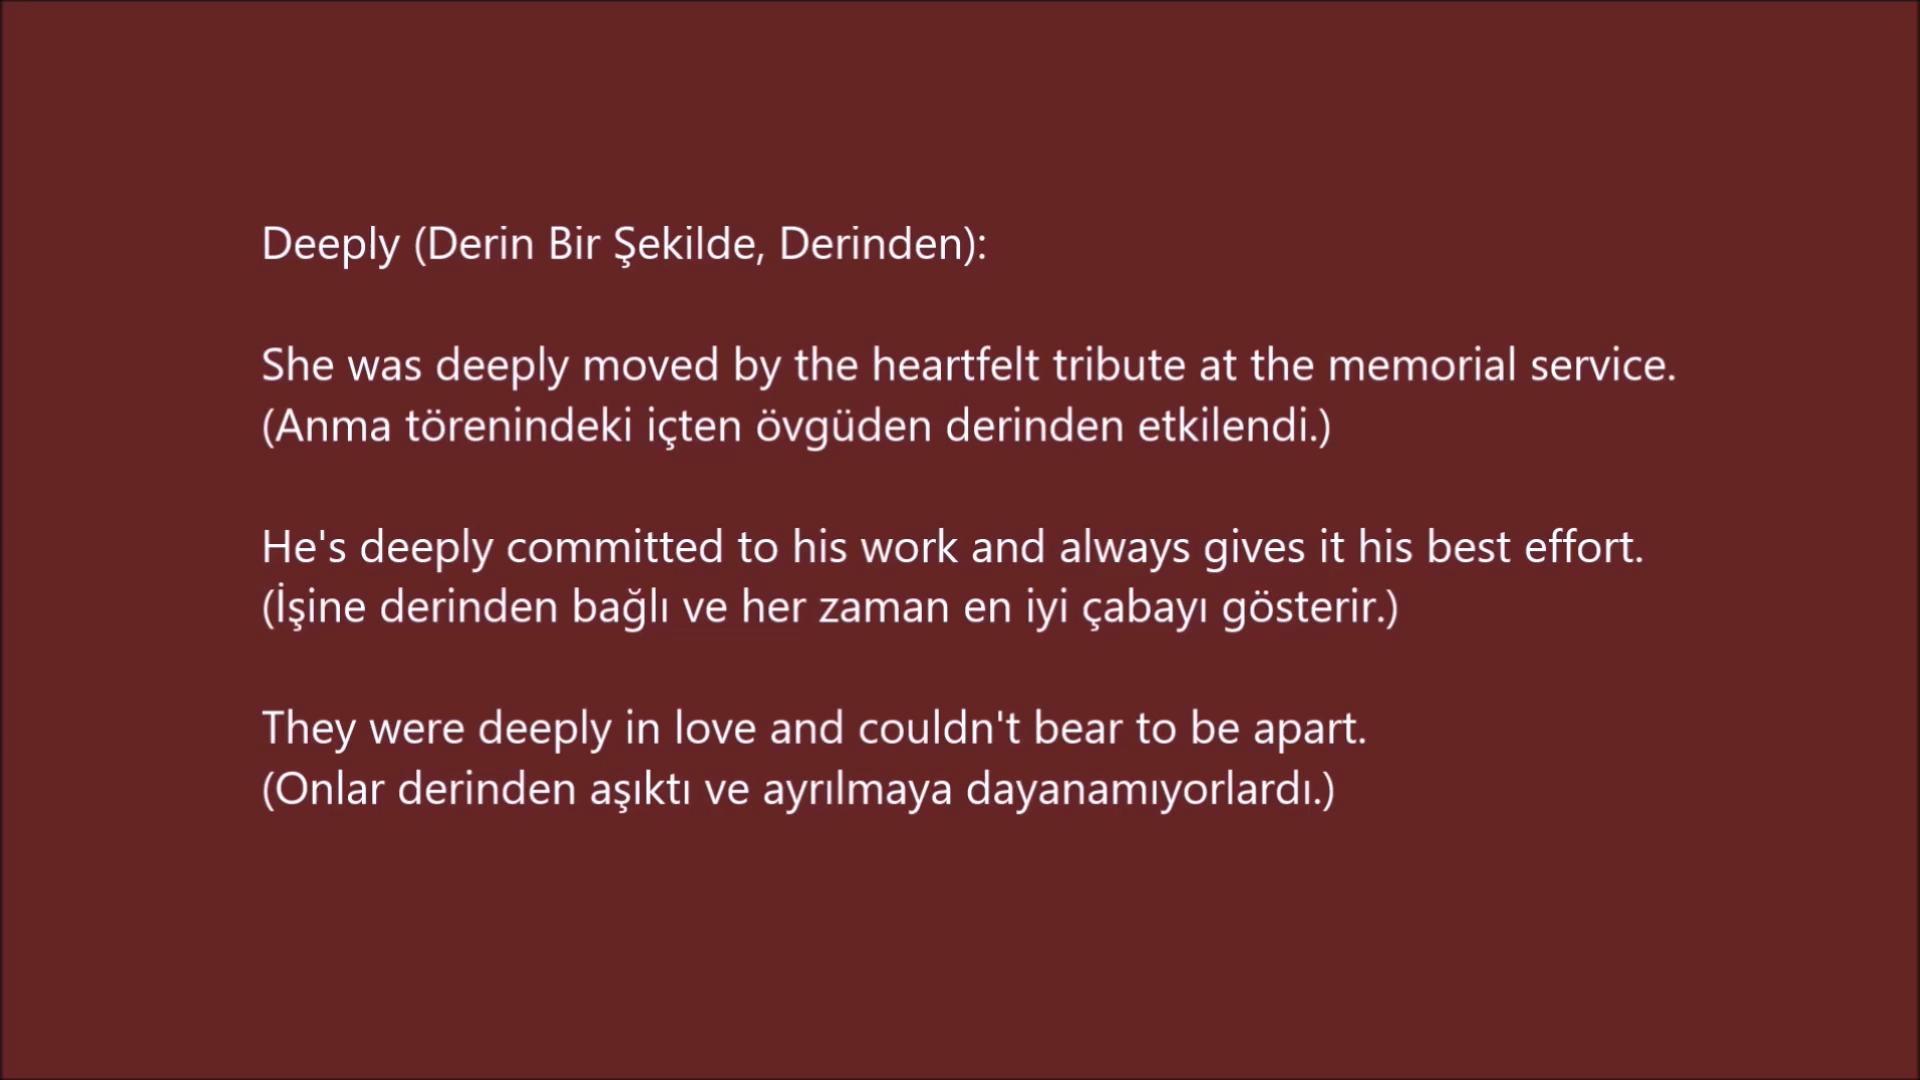 Deeply (Derin Bir Şekilde, Derinden):
She was deeply moved by the heartfelt tribute at the memorial service.
(Anma törenindeki içten övgüden derinden etkilendi.)
He's deeply committed to his work and always gives it his best effort.
(İşine derinden bağlı ve her zaman en iyi çabayı gösterir.)
They were deeply in love and couldn't bear to be apart.
(Onlar derinden aşıktı ve ayrılmaya dayanamıyorlardı.)